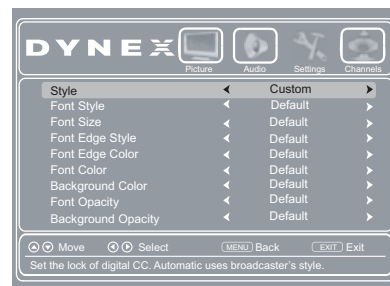 DYNEX
Picture Audio Settings Channels
Style Custom
Font Style Default
Font Size Default
Font Edge Style Default
Font Edge Color Default
Font Color Default
Background Color Default
Font Opacity Default
Background Opacity Default
Move Select MENU Back EXIT Exit
Set the lock of digital CC. Automatic uses broadcaster's style.